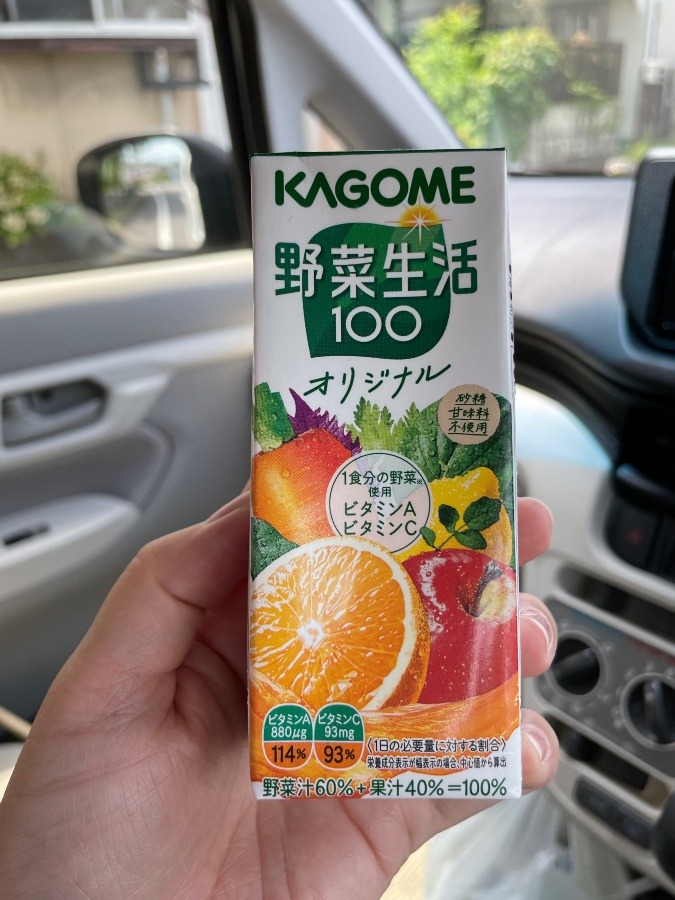 KAGOME
野菜生活
100
オリジナル
砂糖
甘味料
不使用
1食分の野菜※
使用
ビタミンA
ビタミンC
ビタミンA
880μg
114%
ビタミンC
93mg
93%
〈1日の必要量に対する割合〉
栄養成分表示が幅表示の場合、中心値から算出
野菜汁60%+果汁40%=100%